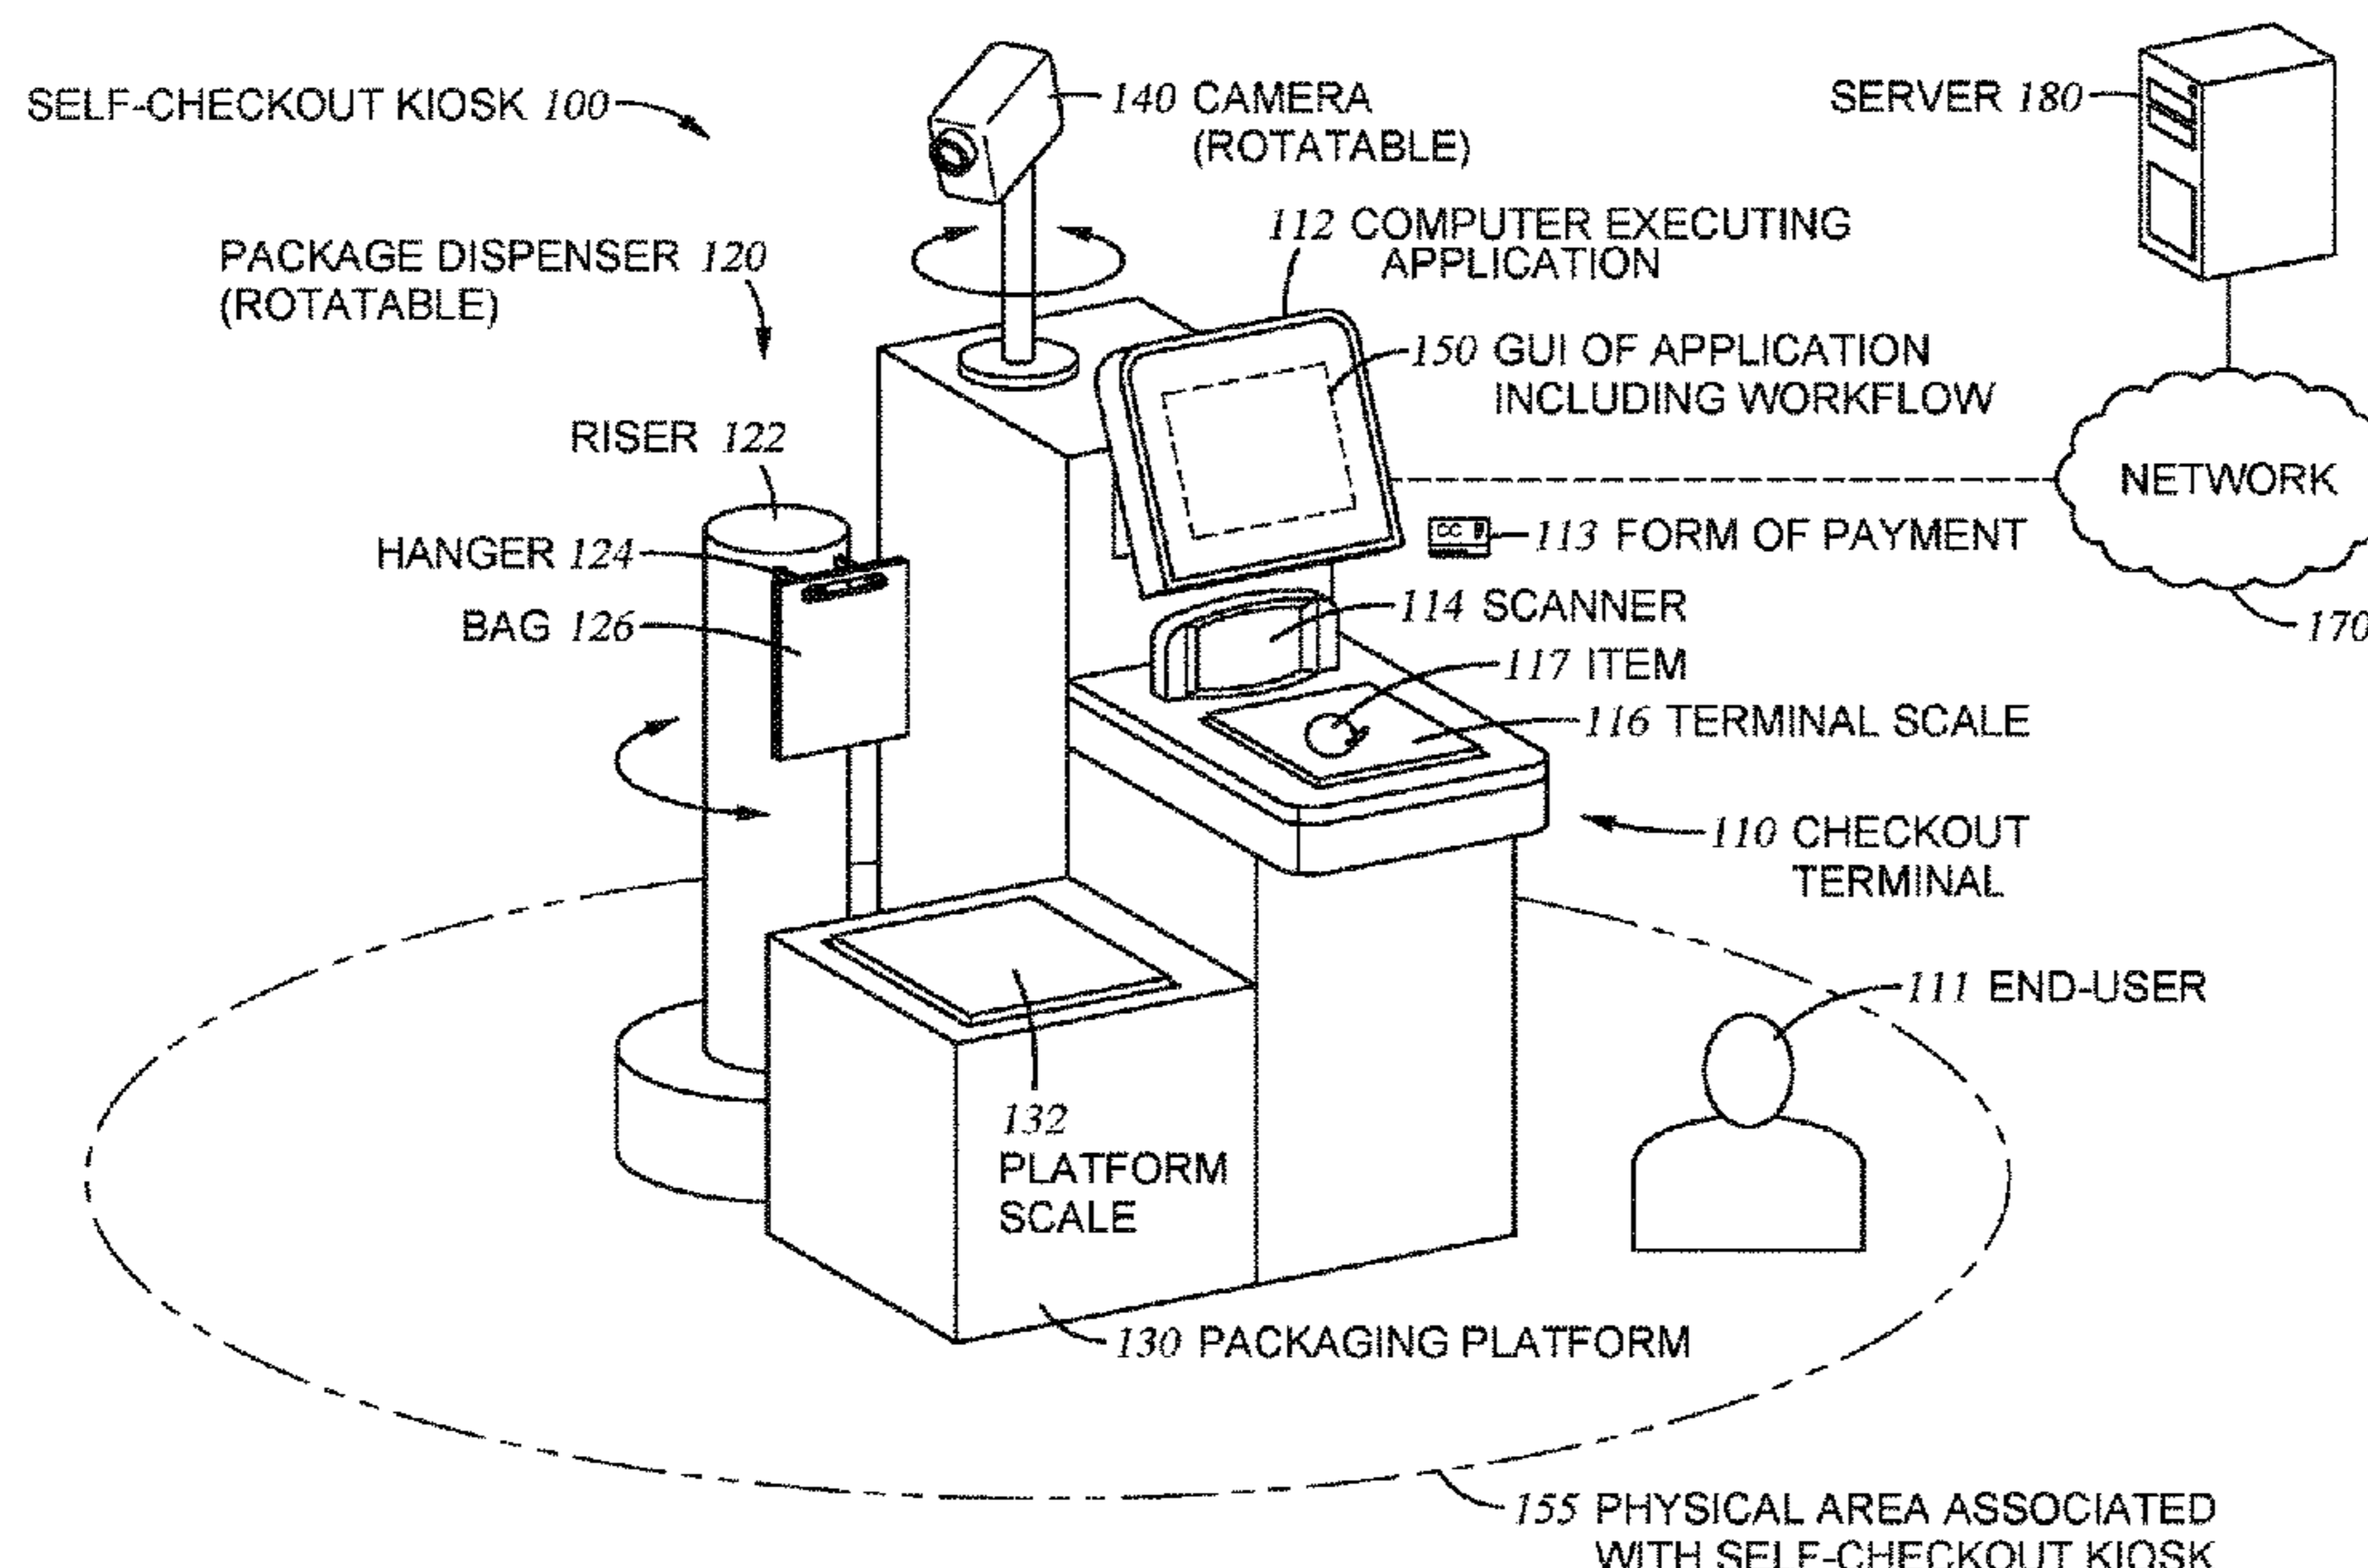 SELF-CHECKOUT KIOSK 100
140 CAMERA
(ROTATABLE)
SERVER 180
PACKAGE DISPENSER 120
(ROTATABLE)
112 COMPUTER EXECUTING
APPLICATION
150 GUI OF APPLICATION
INCLUDING WORKFLOW
RISER 122
NETWORK
HANGER 124
CC
113 FORM OF PAYMENT
BAG 126
114 SCANNER
170
117 ITEM
116 TERMINAL SCALE
110 CHECKOUT
TERMINAL
111 END-USER
132
PLATFORM
SCALE
130 PACKAGING PLATFORM
155 PHYSICAL AREA ASSOCIATED
WITH SELF-CHECKOUT KIOSK